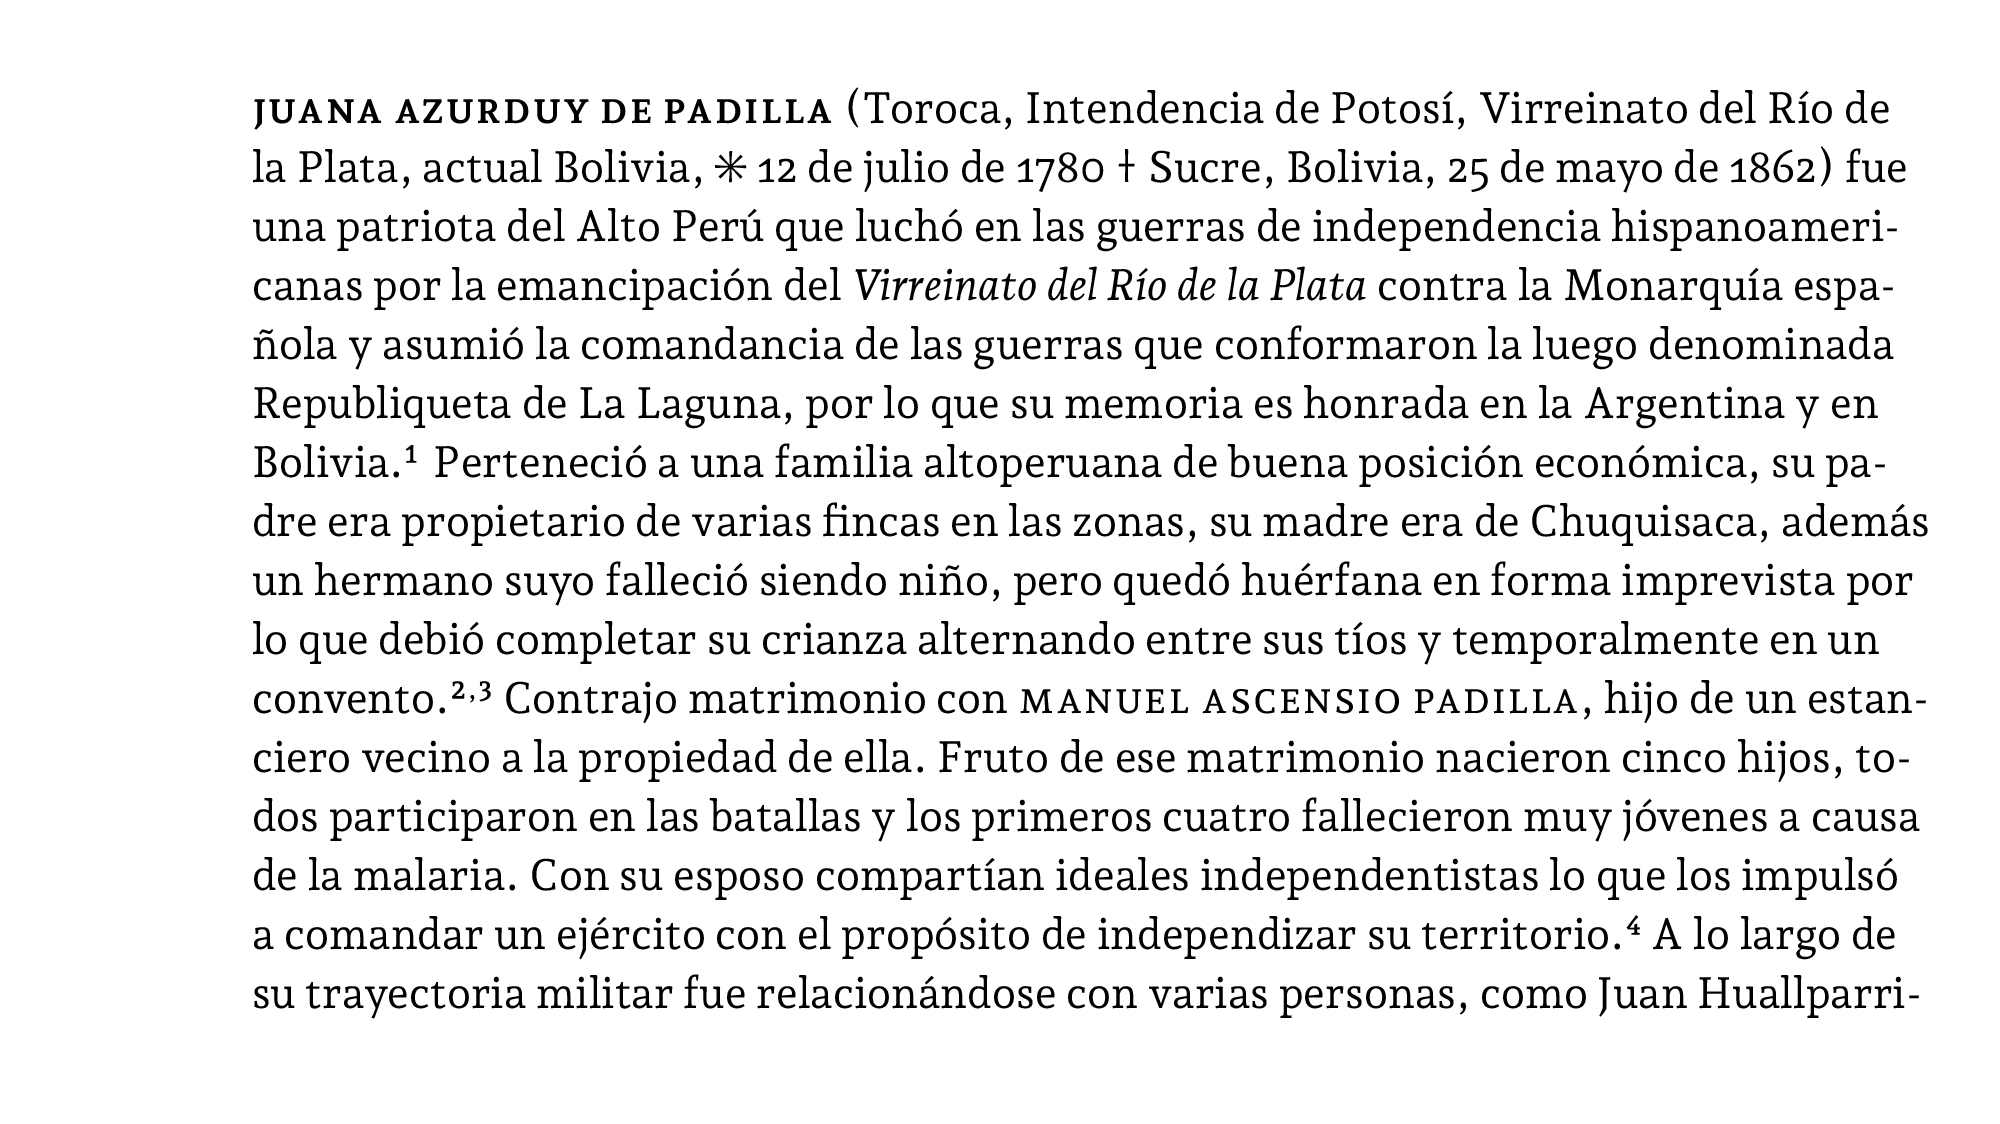 JUANA AZURDUY DE PADILLA (Toroca, Intendencia de Potosí, Virreinato del Río de
la Plata, actual Bolivia, ✳ 12 de julio de 1780 † Sucre, Bolivia, 25 de mayo de 1862) fue
una patriota del Alto Perú que luchó en las guerras de independencia hispanoameri-
canas por la emancipación del Virreinato del Río de la Plata contra la Monarquía espa-
ñola y asumió la comandancia de las guerras que conformaron la luego denominada
Republiqueta de La Laguna, por lo que su memoria es honrada en la Argentina y en
Bolivia.¹ Perteneció a una familia altoperuana de buena posición económica, su pa-
dre era propietario de varias fincas en las zonas, su madre era de Chuquisaca, además
un hermano suyo falleció siendo niño, pero quedó huérfana en forma imprevista por
lo que debió completar su crianza alternando entre sus tíos y temporalmente en un
convento.²,³ Contrajo matrimonio con MANUEL ASCENSIO PADILLA, hijo de un estan-
ciero vecino a la propiedad de ella. Fruto de ese matrimonio nacieron cinco hijos, to-
dos participaron en las batallas y los primeros cuatro fallecieron muy jóvenes a causa
de la malaria. Con su esposo compartían ideales independentistas lo que los impulsó
a comandar un ejército con el propósito de independizar su territorio.⁴ A lo largo de
su trayectoria militar fue relacionándose con varias personas, como Juan Huallparri-